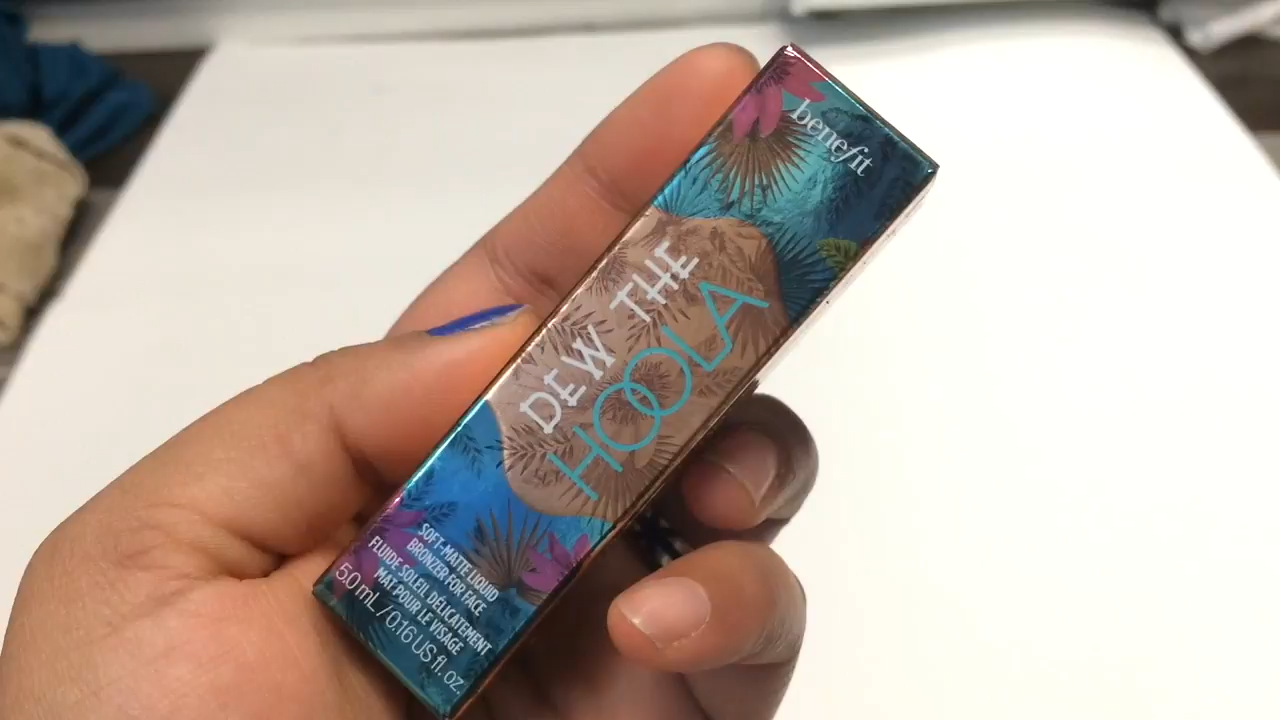 benefit
DEW THE
HOOLA
SOFT-MATTE LIQUID
BRONZER FOR FACE
FLUIDE SOLEIL DÉLICATEMENT
MAT POUR LE VISAGE
5.0 mL / 0.16 US fl. oz.